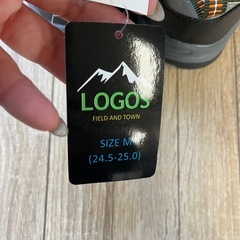 LOGOS
FIELD AND TOWN
SIZE M
(24.5-25.0)